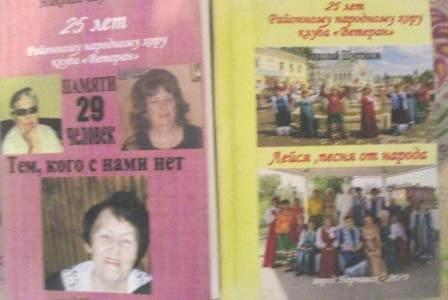 25 лет
Районному народному хору
клуба «Ветеран»
ПАМЯТИ
29
ЧЕЛОВЕК
Тем, кого с нами нет
25 лет
Районному народному хору
клуба «Ветеран»
Лейся ,песня от народа
город